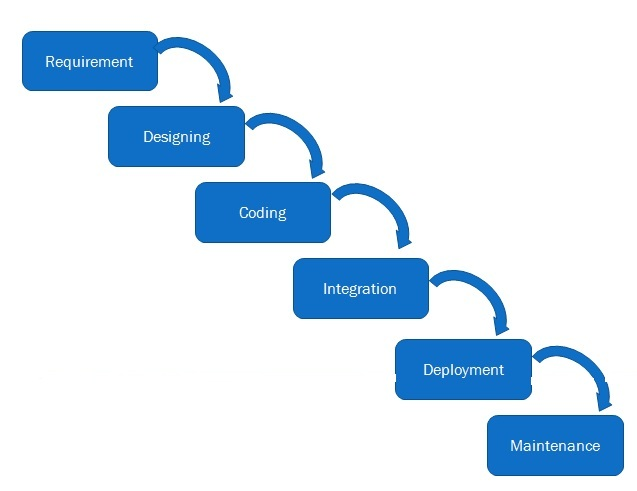 Requirement
Designing
Coding
Integration
Deployment
Maintenance